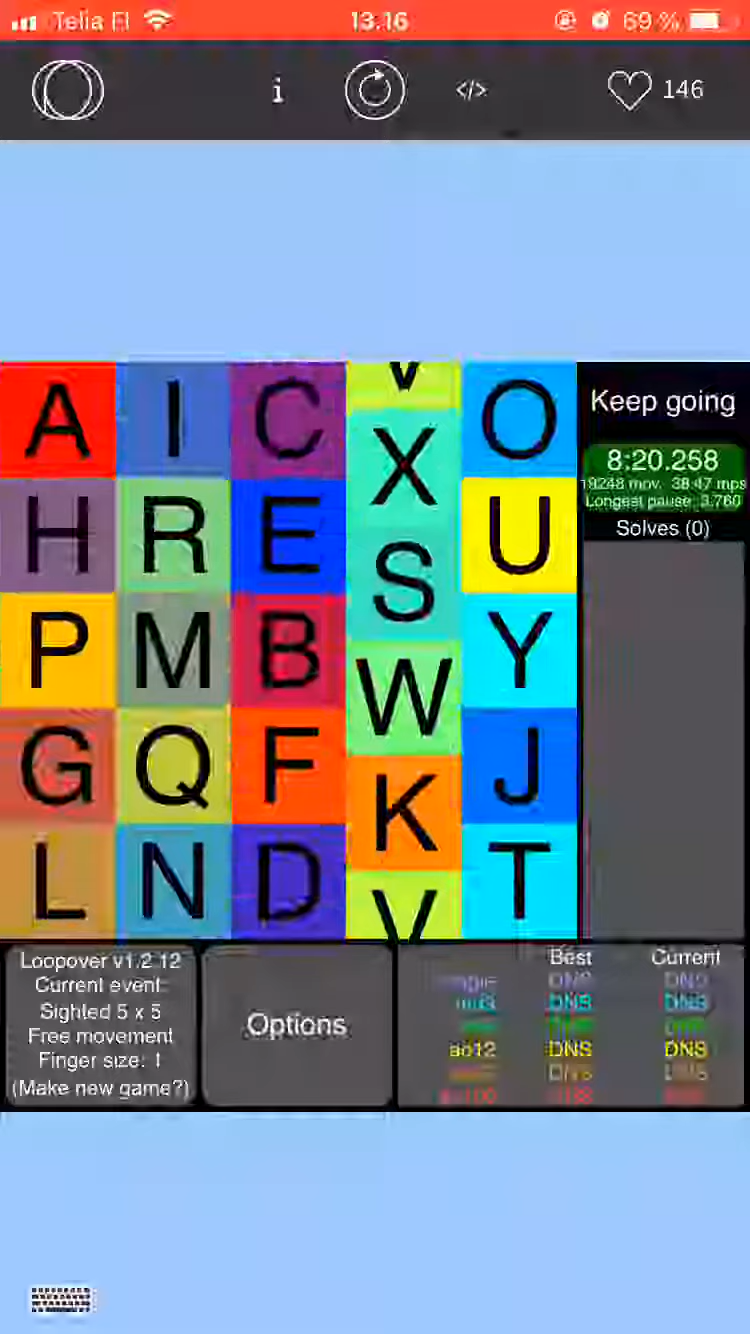 Telia FI 13.16 69 %
i </> 146
V
A I C X O
H R E S U
P M B W Y
G Q F K J
L N D V T
Keep going
8:20.258
19248 mov. 38.47 mps
Longest pause: 3.760
Solves (0)
Loopover v1.2.12
Current event:
Sighted 5 x 5
Free movement
Finger size: 1
(Make new game?)
Options
Best Current
DNS DNS
DNS DNS
ao12 DNS DNS
DNS